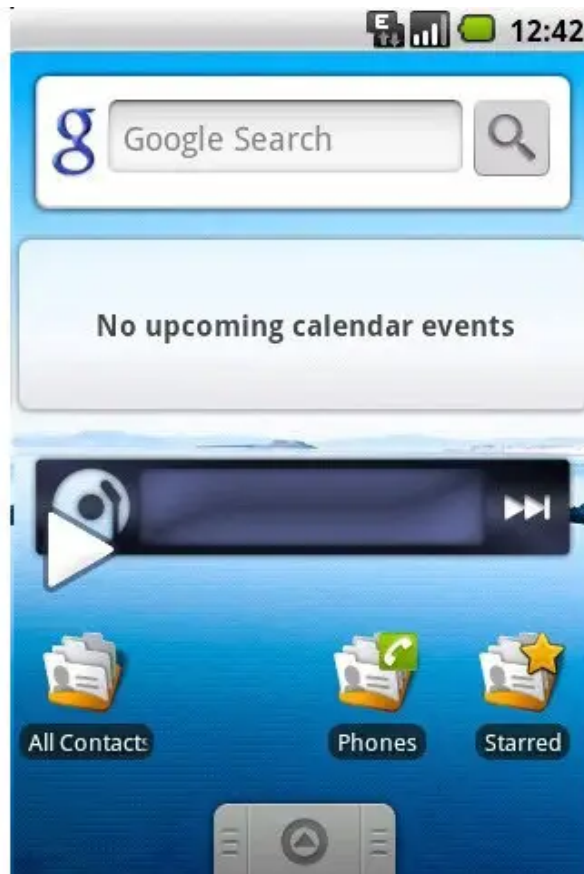 E 12:42
g Google Search
No upcoming calendar events
All Contacts
Phones Starred